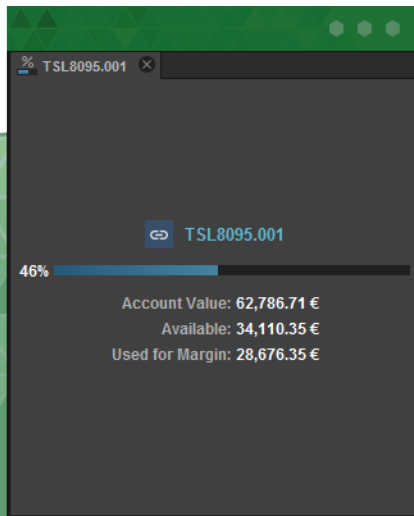 % TSL8095.001
TSL8095.001
46%
Account Value: 62,786.71 €
Available: 34,110.35 €
Used for Margin: 28,676.35 €